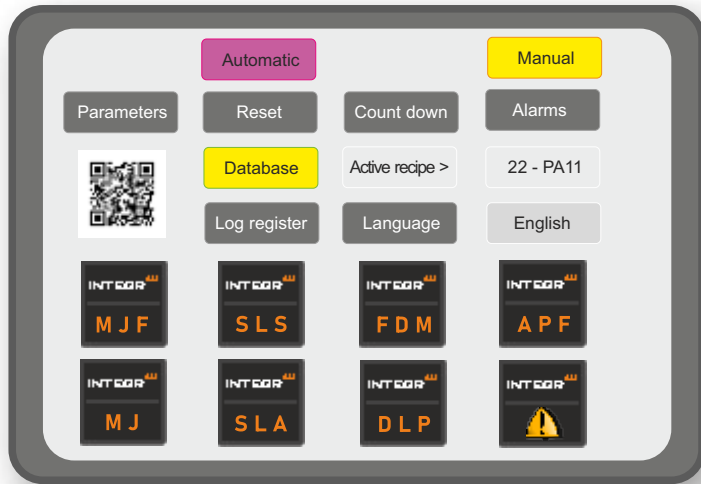 Automatic Manual
Parameters Reset Count down Alarms
Database Active recipe > 22 - PA11
Log register Language English
INTEGR INTEGR INTEGR INTEGR
MJF SLS FDM APF
INTEGR INTEGR INTEGR INTEGR
MJ SLA DLP